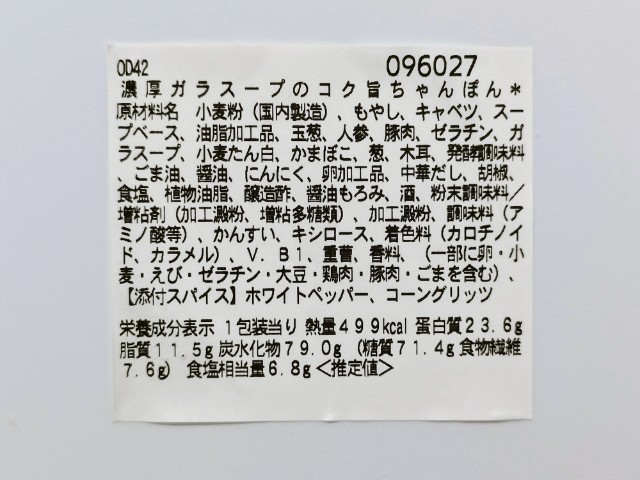 OD42 096027
濃厚ガラスープのコク旨ちゃんぽん＊
原材料名 小麦粉（国内製造）、もやし、キャベツ、スー
プベース、油脂加工品、玉葱、人参、豚肉、ゼラチン、ガ
ラスープ、小麦たん白、かまぼこ、葱、木耳、発酵調味料
、ごま油、醤油、にんにく、卵加工品、中華だし、胡椒、
食塩、植物油脂、醸造酢、醤油もろみ、酒、粉末調味料／
増粘剤（加工澱粉、増粘多糖類）、加工澱粉、調味料（ア
ミノ酸等）、かんすい、キシロース、着色料（カロチノイ
ド、カラメル）、V．B1、重曹、香料、（一部に卵・小
麦・えび・ゼラチン・大豆・鶏肉・豚肉・ごまを含む）、
【添付スパイス】ホワイトペッパー、コーングリッツ
栄養成分表示 1包装当り 熱量499kcal 蛋白質23.6g
脂質11.5g 炭水化物79.0g （糖質71.4g 食物繊維
7.6g） 食塩相当量6.8g＜推定値＞